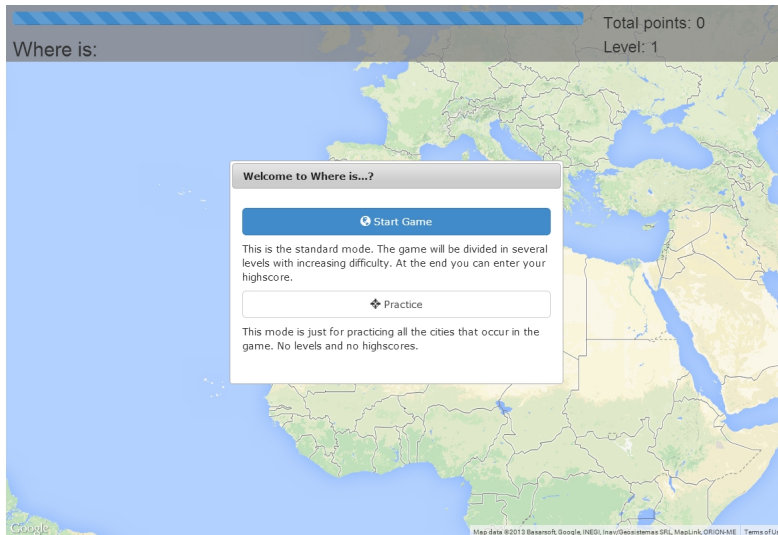 Total points: 0
Where is:
Level: 1
Welcome to Where is...?
Start Game
This is the standard mode. The game will be divided in several
levels with increasing difficulty. At the end you can enter your
highscore.
Practice
This mode is just for practicing all the cities that occur in the
game. No levels and no highscores.
Google
Map data ©2013 Basarsoft, Google, INEGI, Inav/Geosistemas SRL, MapLink, ORION-ME
Terms of U